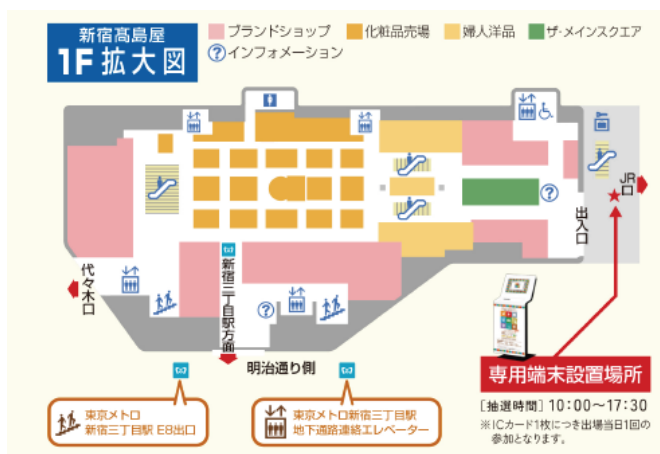 新宿髙島屋
1F 拡大図
ブランドショップ 化粧品売場 婦人洋品 ザ・メインスクエア
? インフォメーション
JR口
出入口
代々木口
新宿三丁目駅方面
明治通り側
専用端末設置場所
[抽選時間] 10:00〜17:30
※ICカード1枚につき出場当日1回の
参加となります。
東京メトロ
新宿三丁目駅 E8出口
東京メトロ新宿三丁目駅
地下通路連絡エレベーター